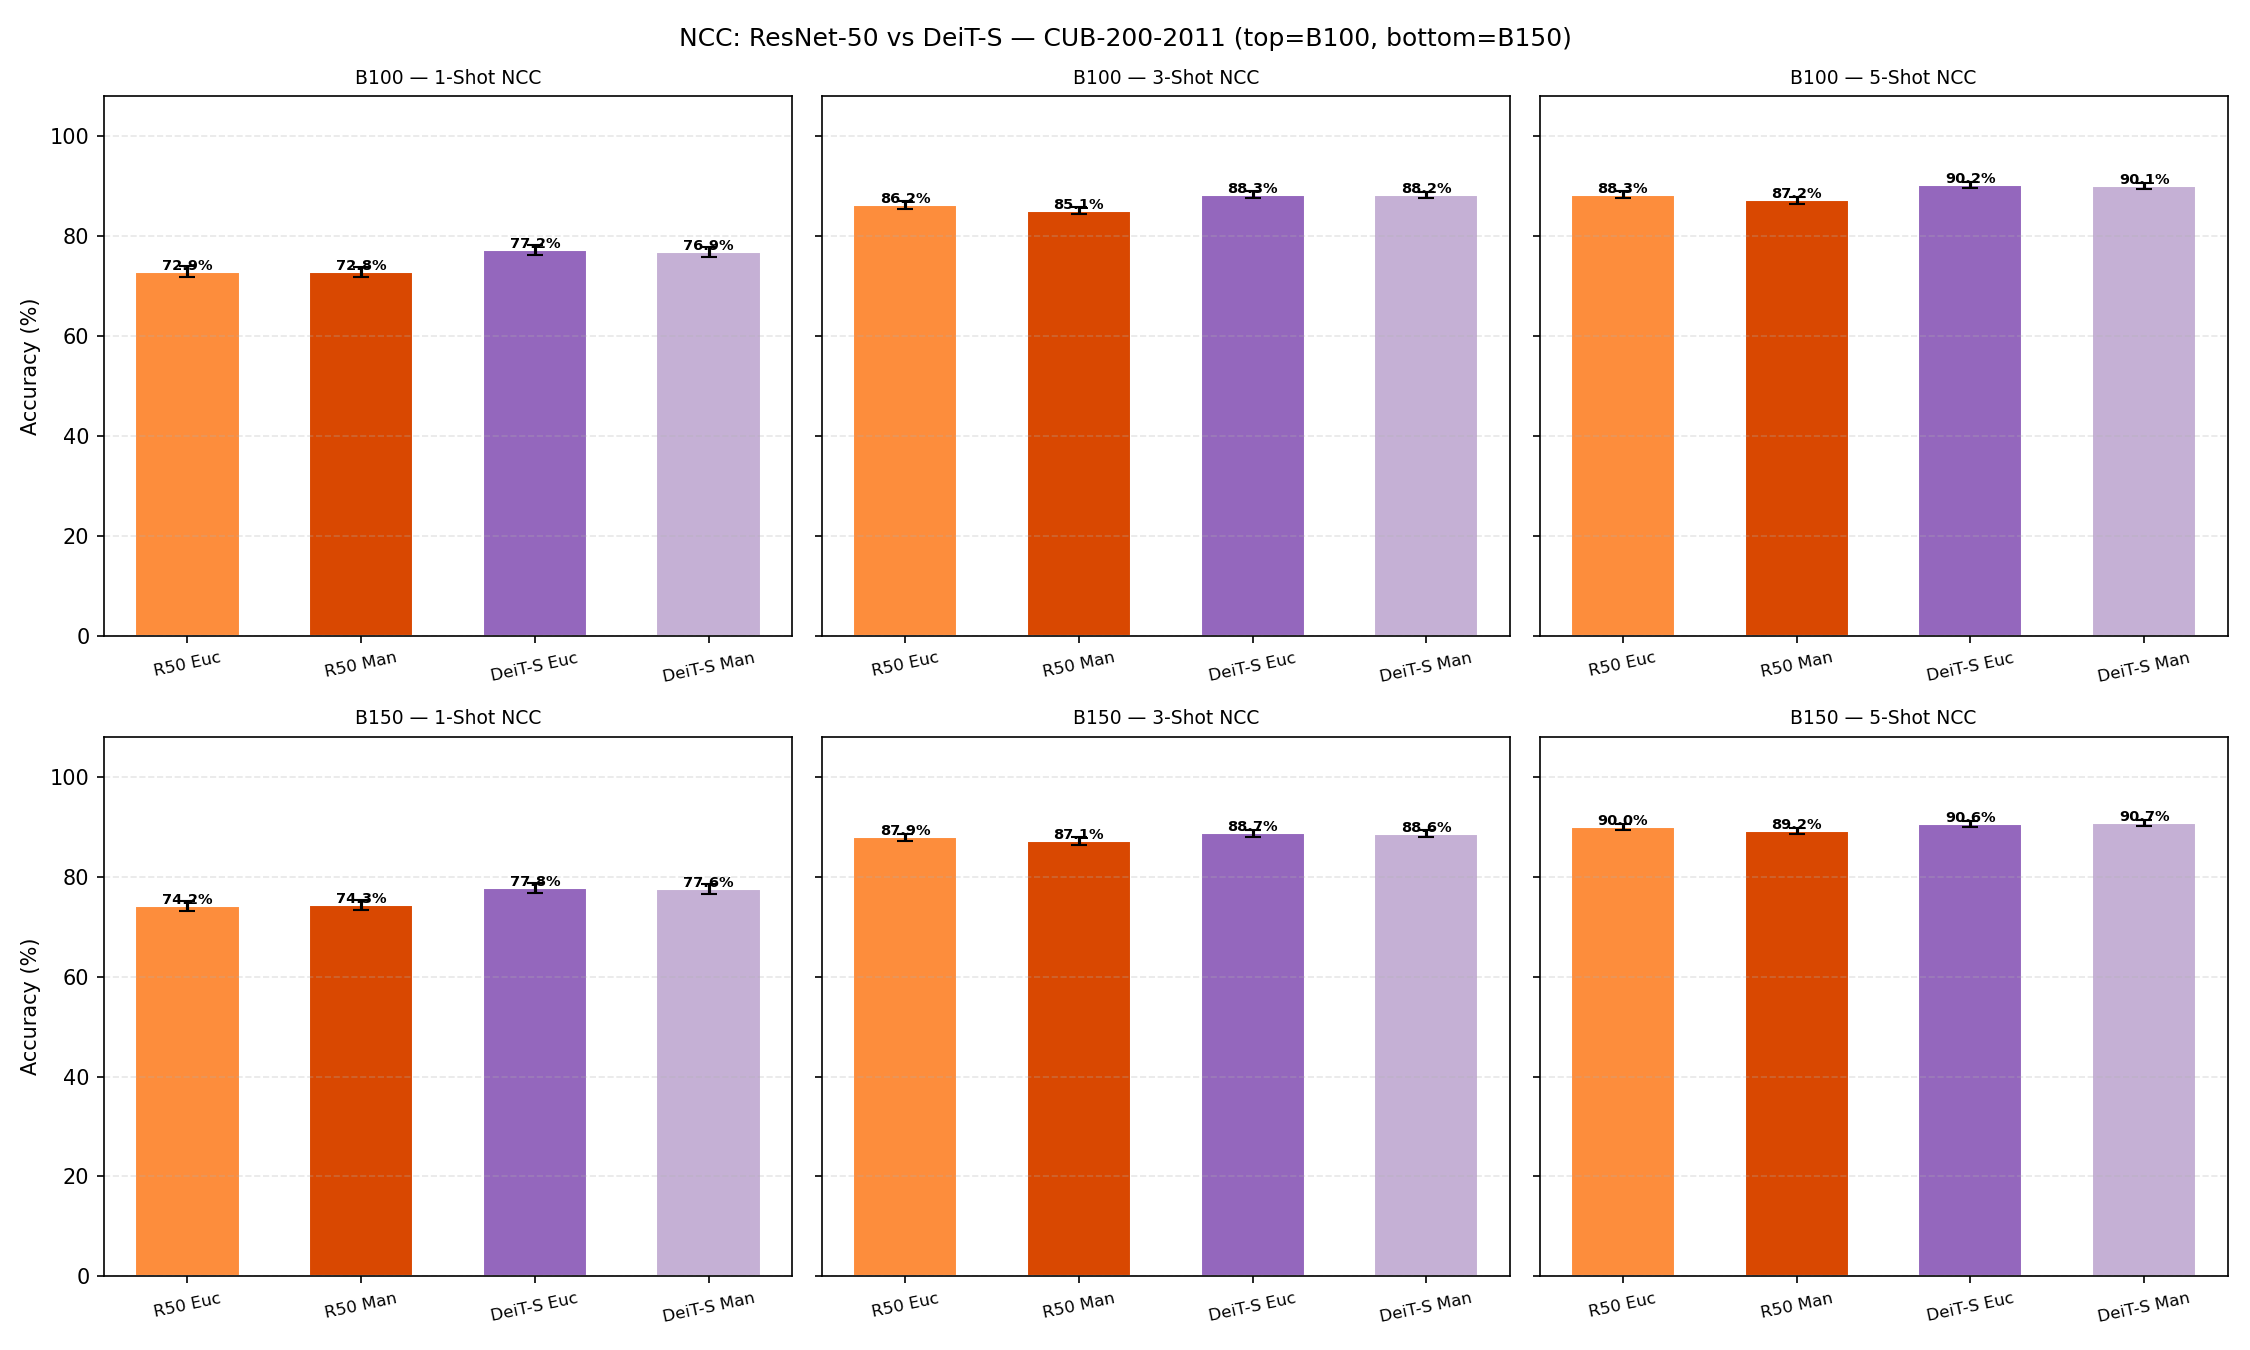 NCC: ResNet-50 vs DeiT-S — CUB-200-2011 (top=B100, bottom=B150)
B100 — 1-Shot NCC
Accuracy (%)
100
80
60
40
20
0
72.9%
72.8%
77.2%
76.9%
R50 Euc
R50 Man
DeiT-S Euc
DeiT-S Man
B100 — 3-Shot NCC
86.2%
85.1%
88.3%
88.2%
R50 Euc
R50 Man
DeiT-S Euc
DeiT-S Man
B100 — 5-Shot NCC
88.3%
87.2%
90.2%
90.1%
R50 Euc
R50 Man
DeiT-S Euc
DeiT-S Man
B150 — 1-Shot NCC
Accuracy (%)
100
80
60
40
20
0
74.2%
74.3%
77.8%
77.6%
R50 Euc
R50 Man
DeiT-S Euc
DeiT-S Man
B150 — 3-Shot NCC
87.9%
87.1%
88.7%
88.6%
R50 Euc
R50 Man
DeiT-S Euc
DeiT-S Man
B150 — 5-Shot NCC
90.0%
89.2%
90.6%
90.7%
R50 Euc
R50 Man
DeiT-S Euc
DeiT-S Man